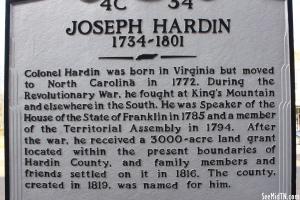 4C 34
JOSEPH HARDIN
1734-1801
Colonel Hardin was born in Virginia but moved
to North Carolina in 1772. During the
Revolutionary War, he fought at King's Mountain
and elsewhere in the South. He was Speaker of the
House of the State of Franklin in 1785 and a member
of the Territorial Assembly in 1794. After
the war, he received a 3000-acre land grant
located within the present boundaries of
Hardin County, and family members and
friends settled on it in 1816. The county,
created in 1819, was named for him.
SeeMidTN.com